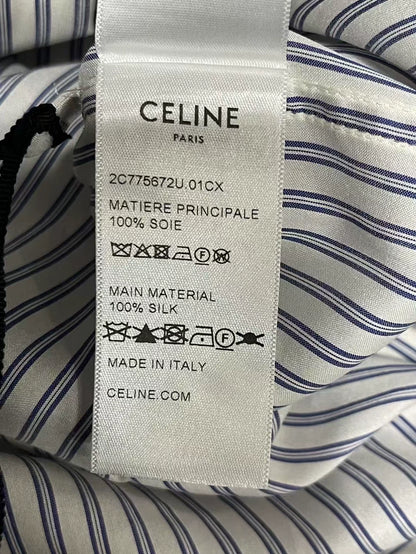 CELINE
PARIS
2C775672U.01CX
MATIERE PRINCIPALE
100% SOIE
MAIN MATERIAL
100% SILK
MADE IN ITALY
CELINE.COM